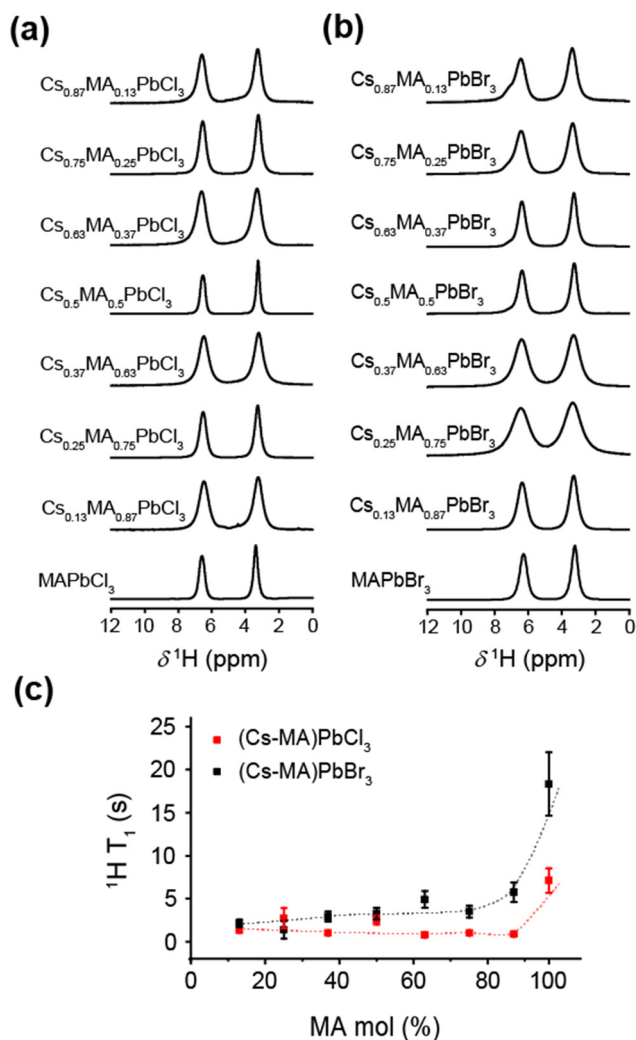 (a)
Cs0.87MA0.13PbCl3
Cs0.75MA0.25PbCl3
Cs0.63MA0.37PbCl3
Cs0.5MA0.5PbCl3
Cs0.37MA0.63PbCl3
Cs0.25MA0.75PbCl3
Cs0.13MA0.87PbCl3
MAPbCl3
12 10 8 6 4 2 0
δ 1H (ppm)
(b)
Cs0.87MA0.13PbBr3
Cs0.75MA0.25PbBr3
Cs0.63MA0.37PbBr3
Cs0.5MA0.5PbBr3
Cs0.37MA0.63PbBr3
Cs0.25MA0.75PbBr3
Cs0.13MA0.87PbBr3
MAPbBr3
12 10 8 6 4 2 0
δ 1H (ppm)
(c)
25
20
15
10
5
0
1H T1 (s)
(Cs-MA)PbCl3
(Cs-MA)PbBr3
0 20 40 60 80 100
MA mol (%)